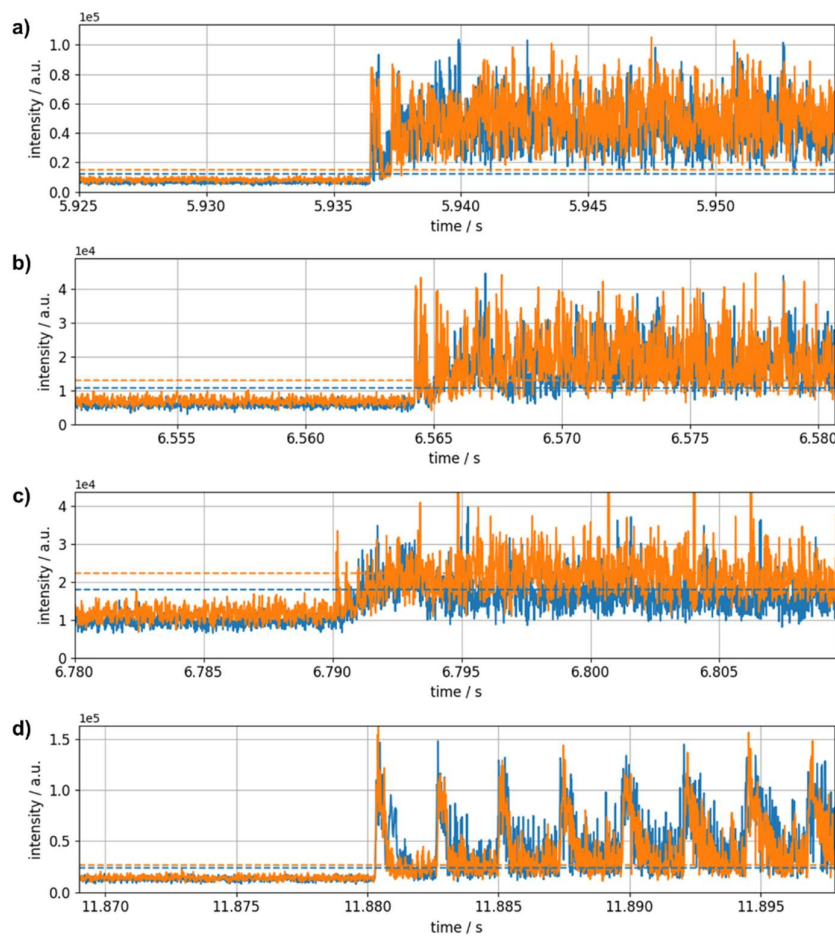 a)
1e5
intensity / a.u.
1.0
0.8
0.6
0.4
0.2
0.0
5.925 5.930 5.935 5.940 5.945 5.950
time / s
b)
1e4
intensity / a.u.
4
3
2
1
0
6.555 6.560 6.565 6.570 6.575 6.580
time / s
c)
1e4
intensity / a.u.
4
3
2
1
0
6.780 6.785 6.790 6.795 6.800 6.805
time / s
d)
1e5
intensity / a.u.
1.5
1.0
0.5
0.0
11.870 11.875 11.880 11.885 11.890 11.895
time / s